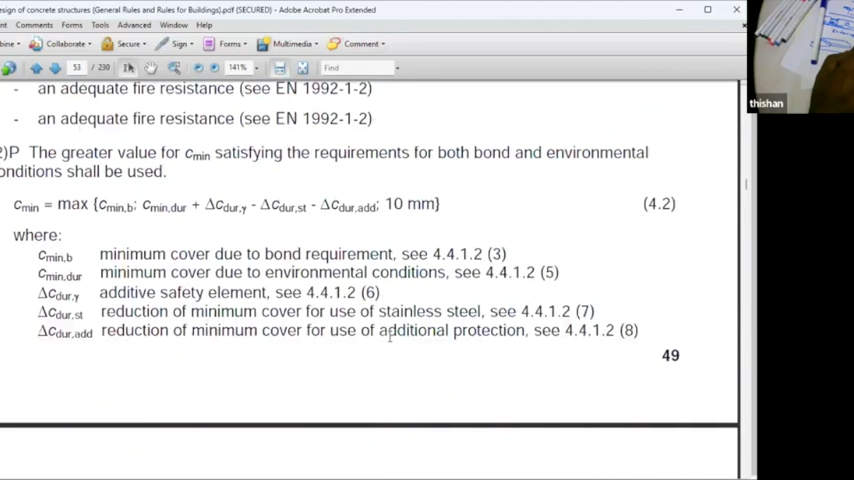 esign of concrete structures (General Rules and Rules for Buildings).pdf (SECURED) - Adobe Acrobat Pro Extended
nt Comments Forms Tools Advanced Window Help
bine Collaborate Secure Sign Forms Multimedia Comment
53 / 230 141% Find
thishan
- an adequate fire resistance (see EN 1992-1-2)
- an adequate fire resistance (see EN 1992-1-2)
2)P The greater value for cmin satisfying the requirements for both bond and environmental
onditions shall be used.
cmin = max {cmin,b; cmin,dur + Δcdur,γ - Δcdur,st - Δcdur,add; 10 mm} (4.2)
where:
cmin,b minimum cover due to bond requirement, see 4.4.1.2 (3)
cmin,dur minimum cover due to environmental conditions, see 4.4.1.2 (5)
Δcdur,γ additive safety element, see 4.4.1.2 (6)
Δcdur,st reduction of minimum cover for use of stainless steel, see 4.4.1.2 (7)
Δcdur,add reduction of minimum cover for use of additional protection, see 4.4.1.2 (8)
49